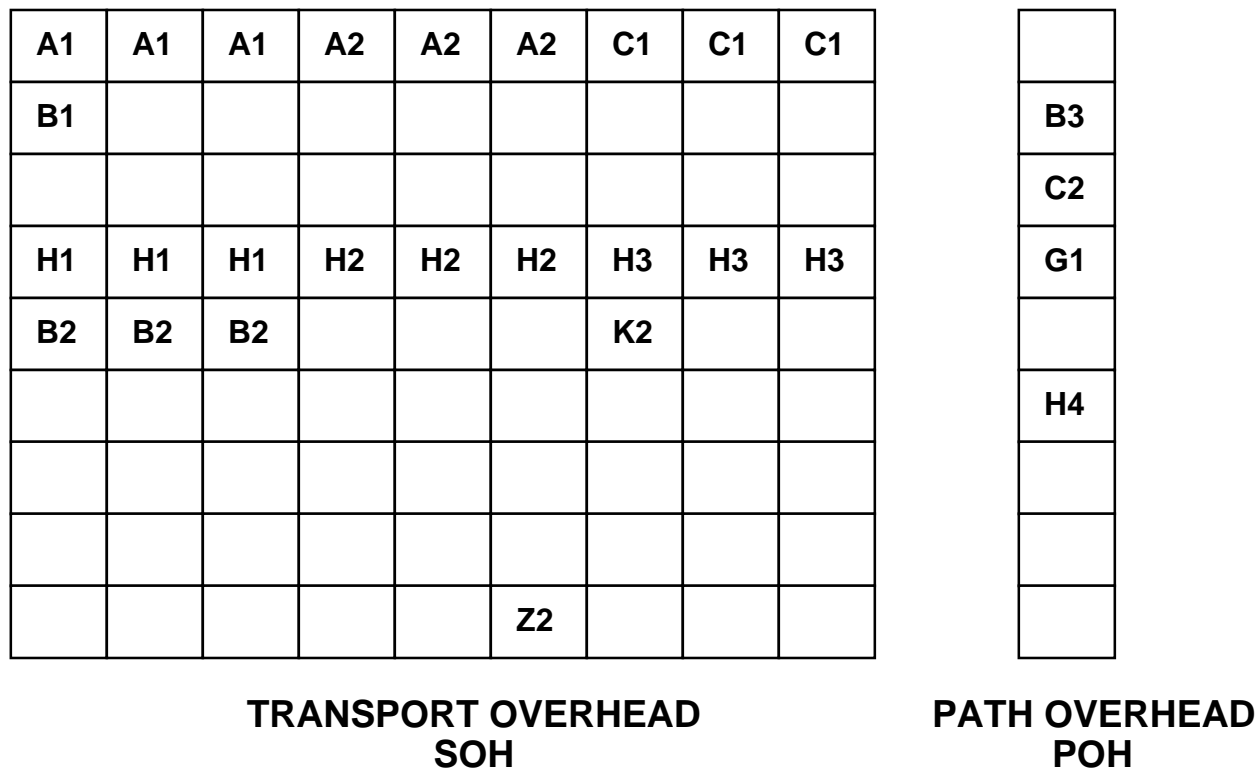 A1 A1 A1 A2 A2 A2 C1 C1 C1
B1 B3
C2
H1 H1 H1 H2 H2 H2 H3 H3 H3 G1
B2 B2 B2 K2
H4
Z2
TRANSPORT OVERHEAD
SOH
PATH OVERHEAD
POH